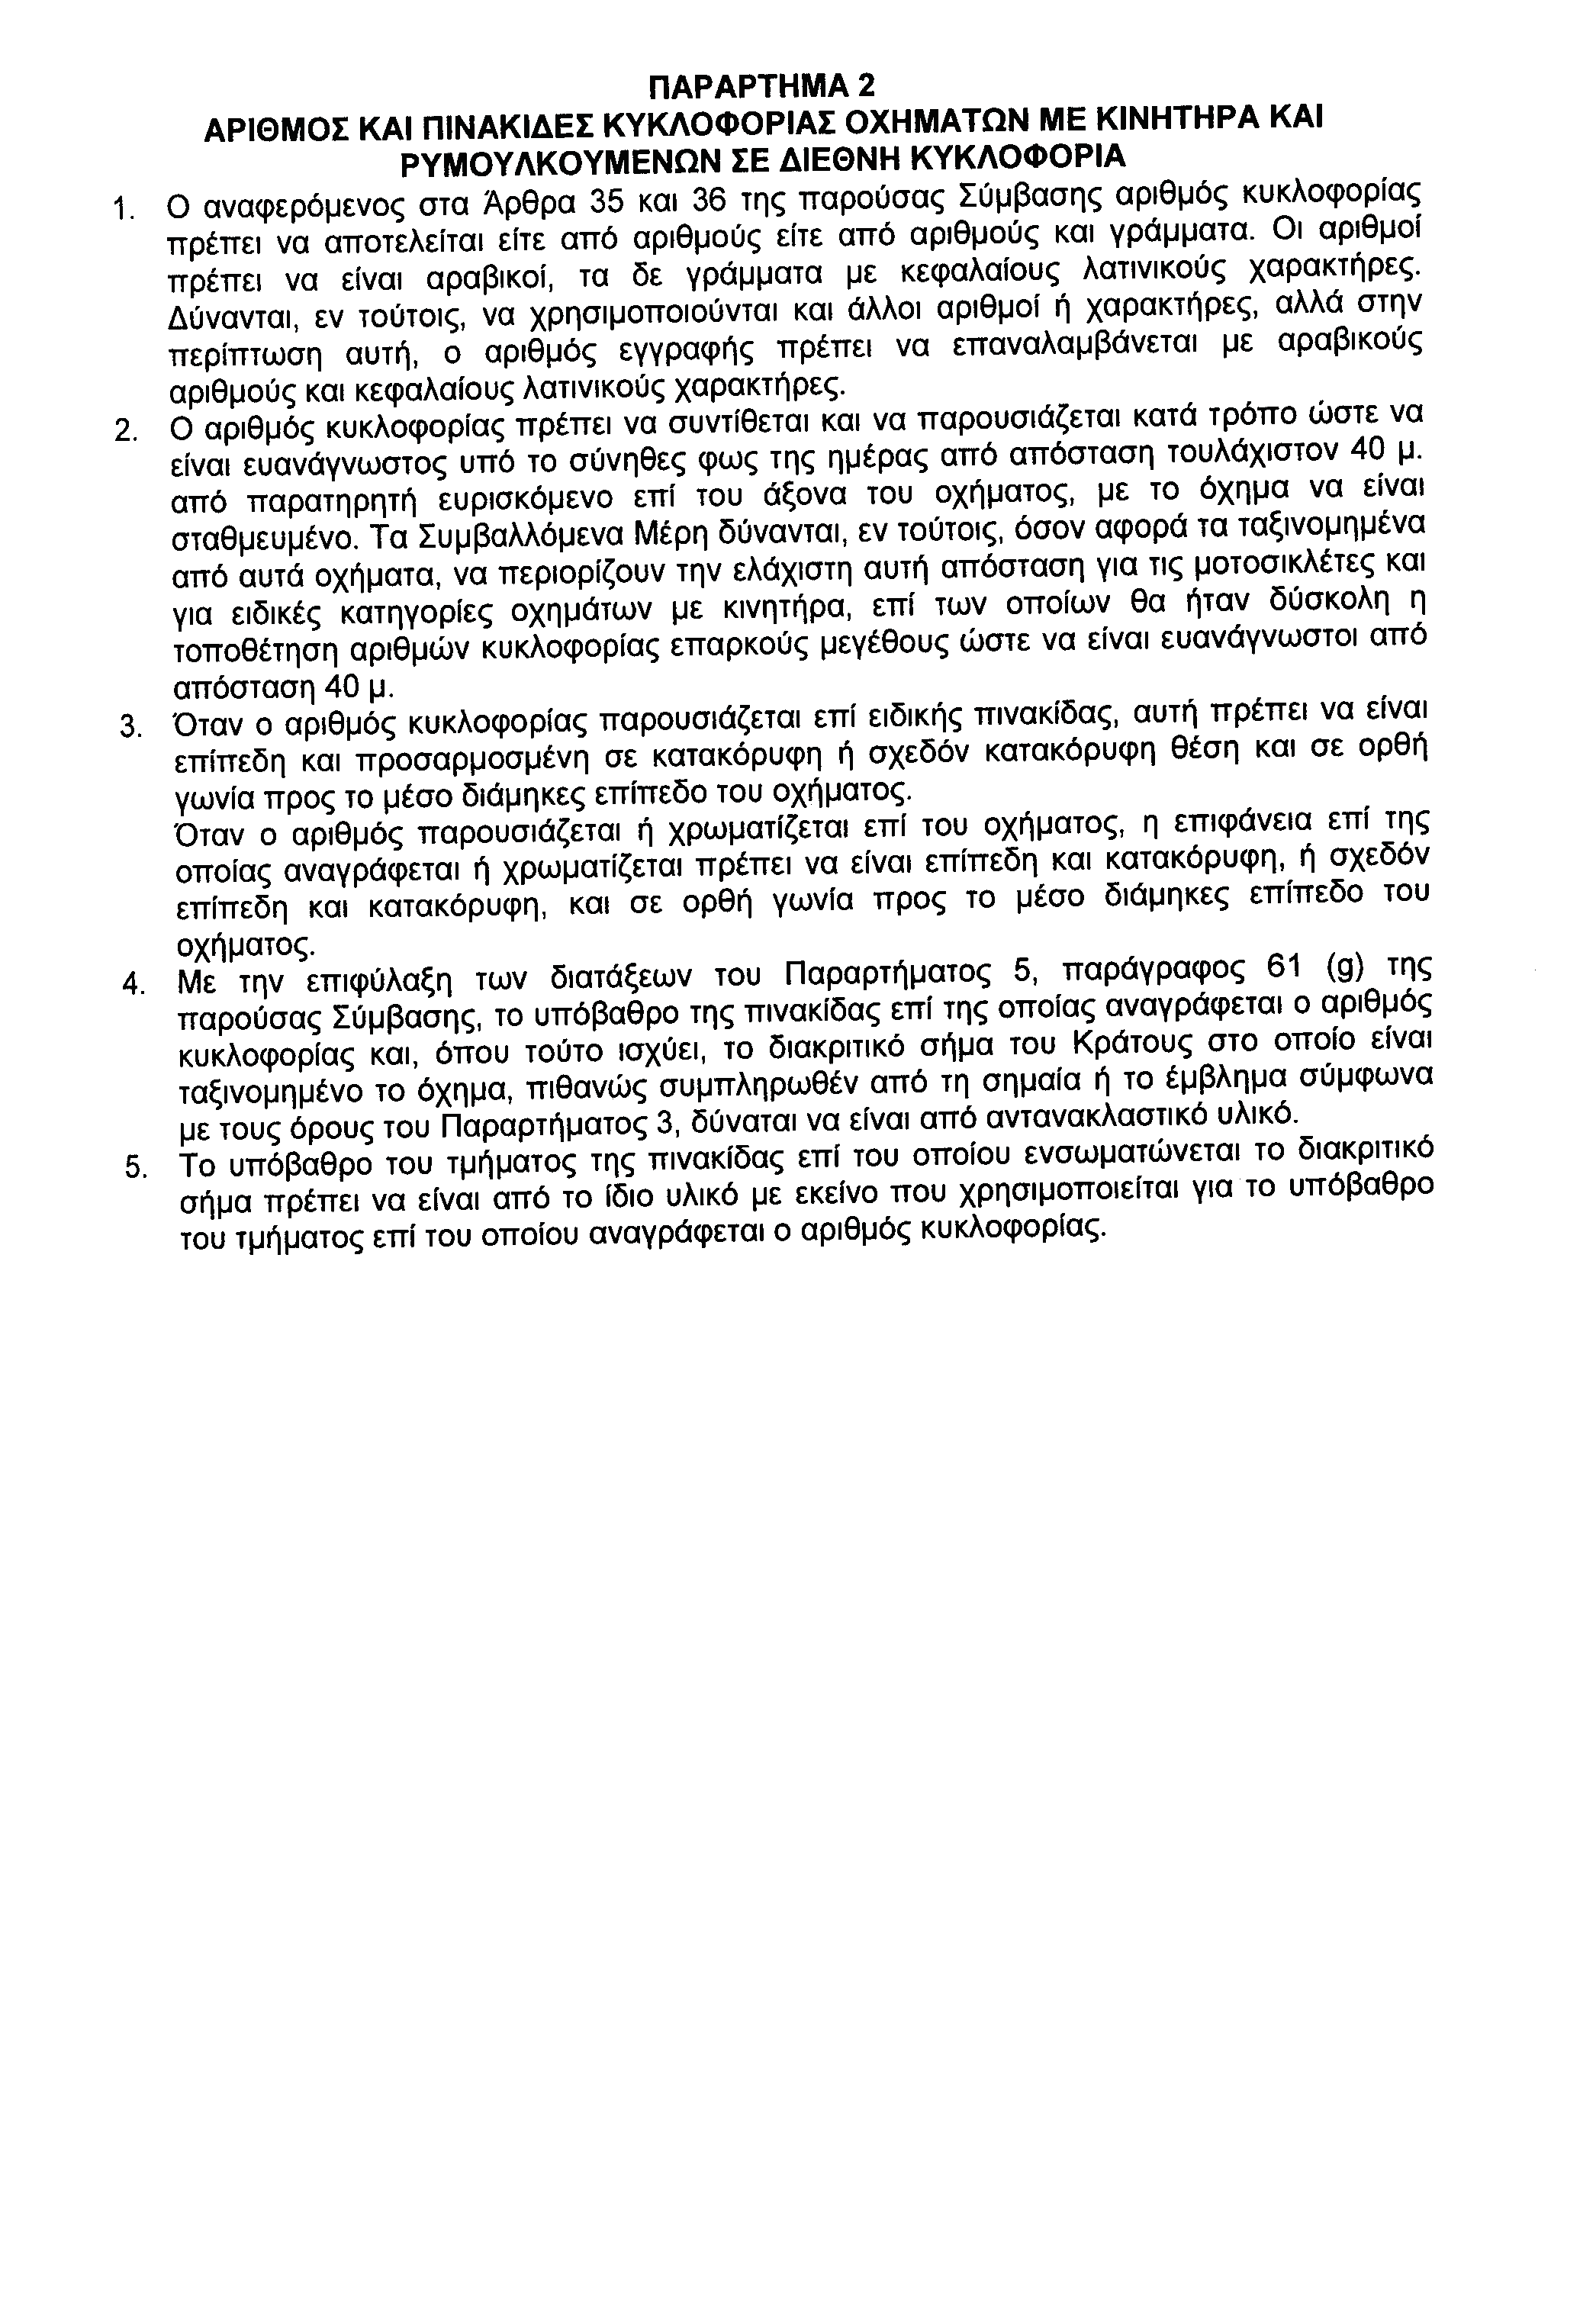 ΠΑΡΑΡΤΗΜΑ 2
ΑΡΙΘΜΟΣ ΚΑΙ ΠΙΝΑΚΙΔΕΣ ΚΥΚΛΟΦΟΡΙΑΣ ΟΧΗΜΑΤΩΝ ΜΕ ΚΙΝΗΤΗΡΑ ΚΑΙ
ΡΥΜΟΥΛΚΟΥΜΕΝΩΝ ΣΕ ΔΙΕΘΝΗ ΚΥΚΛΟΦΟΡΙΑ
1. Ο αναφερόμενος στα Άρθρα 35 και 36 της παρούσας Σύμβασης αριθμός κυκλοφορίας
πρέπει να αποτελείται είτε από αριθμούς είτε από αριθμούς και γράμματα. Οι αριθμοί
πρέπει να είναι αραβικοί, τα δε γράμματα με κεφαλαίους λατινικούς χαρακτήρες.
Δύνανται, εν τούτοις, να χρησιμοποιούνται και άλλοι αριθμοί ή χαρακτήρες, αλλά στην
περίπτωση αυτή, ο αριθμός εγγραφής πρέπει να επαναλαμβάνεται με αραβικούς
αριθμούς και κεφαλαίους λατινικούς χαρακτήρες.
2. Ο αριθμός κυκλοφορίας πρέπει να συντίθεται και να παρουσιάζεται κατά τρόπο ώστε να
είναι ευανάγνωστος υπό το σύνηθες φως της ημέρας από απόσταση τουλάχιστον 40 μ.
από παρατηρητή ευρισκόμενο επί του άξονα του οχήματος, με το όχημα να είναι
σταθμευμένο. Τα Συμβαλλόμενα Μέρη δύνανται, εν τούτοις, όσον αφορά τα ταξινομημένα
από αυτά οχήματα, να περιορίζουν την ελάχιστη αυτή απόσταση για τις μοτοσικλέτες και
για ειδικές κατηγορίες οχημάτων με κινητήρα, επί των οποίων θα ήταν δύσκολη η
τοποθέτηση αριθμών κυκλοφορίας επαρκούς μεγέθους ώστε να είναι ευανάγνωστοι από
απόσταση 40 μ.
3. Όταν ο αριθμός κυκλοφορίας παρουσιάζεται επί ειδικής πινακίδας, αυτή πρέπει να είναι
επίπεδη και προσαρμοσμένη σε κατακόρυφη ή σχεδόν κατακόρυφη θέση και σε ορθή
γωνία προς το μέσο διάμηκες επίπεδο του οχήματος.
Όταν ο αριθμός παρουσιάζεται ή χρωματίζεται επί του οχήματος, η επιφάνεια επί της
οποίας αναγράφεται ή χρωματίζεται πρέπει να είναι επίπεδη και κατακόρυφη, ή σχεδόν
επίπεδη και κατακόρυφη, και σε ορθή γωνία προς το μέσο διάμηκες επίπεδο του
οχήματος.
4. Με την επιφύλαξη των διατάξεων του Παραρτήματος 5, παράγραφος 61 (g) της
παρούσας Σύμβασης, το υπόβαθρο της πινακίδας επί της οποίας αναγράφεται ο αριθμός
κυκλοφορίας και, όπου τούτο ισχύει, το διακριτικό σήμα του Κράτους στο οποίο είναι
ταξινομημένο το όχημα, πιθανώς συμπληρωθέν από τη σημαία ή το έμβλημα σύμφωνα
με τους όρους του Παραρτήματος 3, δύναται να είναι από αντανακλαστικό υλικό.
5. Το υπόβαθρο του τμήματος της πινακίδας επί του οποίου ενσωματώνεται το διακριτικό
σήμα πρέπει να είναι από το ίδιο υλικό με εκείνο που χρησιμοποιείται για το υπόβαθρο
του τμήματος επί του οποίου αναγράφεται ο αριθμός κυκλοφορίας.